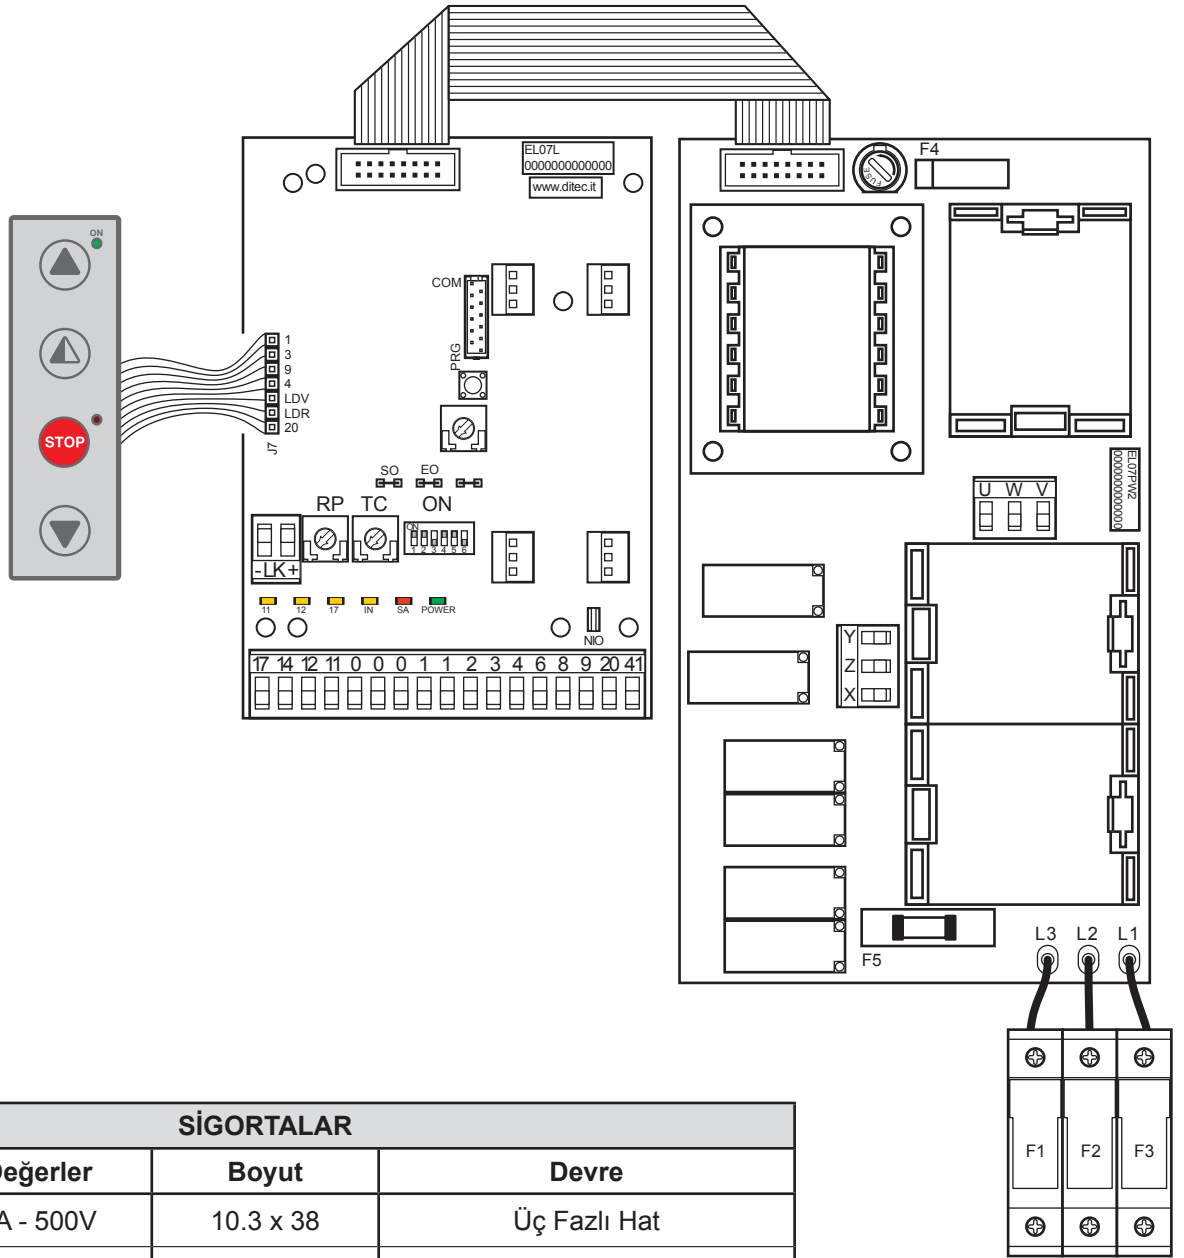 EL07L
0000000000000
www.ditec.it
F4
FUSE
ON
STOP
COM
PRG
1
3
9
4
LDV
LDR
20
J7
SO EO
RP TC ON
ON
1 2 3 4 5 6
- LK +
11 12 17 IN SA POWER
NIO
17 14 12 11 0 0 0 1 1 2 3 4 6 8 9 20 41
EL07PW2
0000000000000
U W V
Y
Z
X
F5
L3 L2 L1
F1 F2 F3
SİGORTALAR
Boyut Devre
A - 500V 10.3 x 38 Üç Fazlı Hat